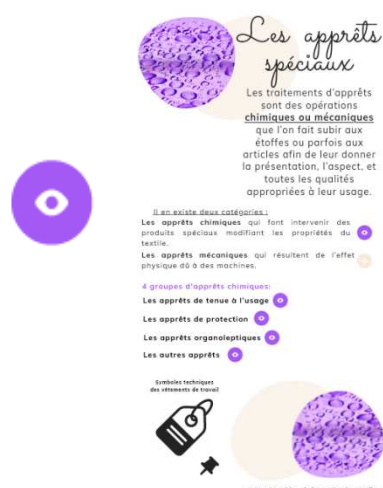 Les apprêts
spéciaux
Les traitements d'apprêts
sont des opérations
chimiques ou mécaniques
que l'on fait subir aux
étoffes ou parfois aux
articles afin de leur donner
la présentation, l'aspect, et
toutes les qualités
appropriées à leur usage.
Il en existe deux catégories :
Les apprêts chimiques qui font intervenir des
produits spéciaux modifiant les propriétés du
textile.
Les apprêts mécaniques qui résultent de l'effet
physique dû à des machines.
4 groupes d'apprêts chimiques:
Les apprêts de tenue à l'usage
Les apprêts de protection
Les apprêts organoleptiques
Les autres apprêts
Symboles techniques
des vêtements de travail